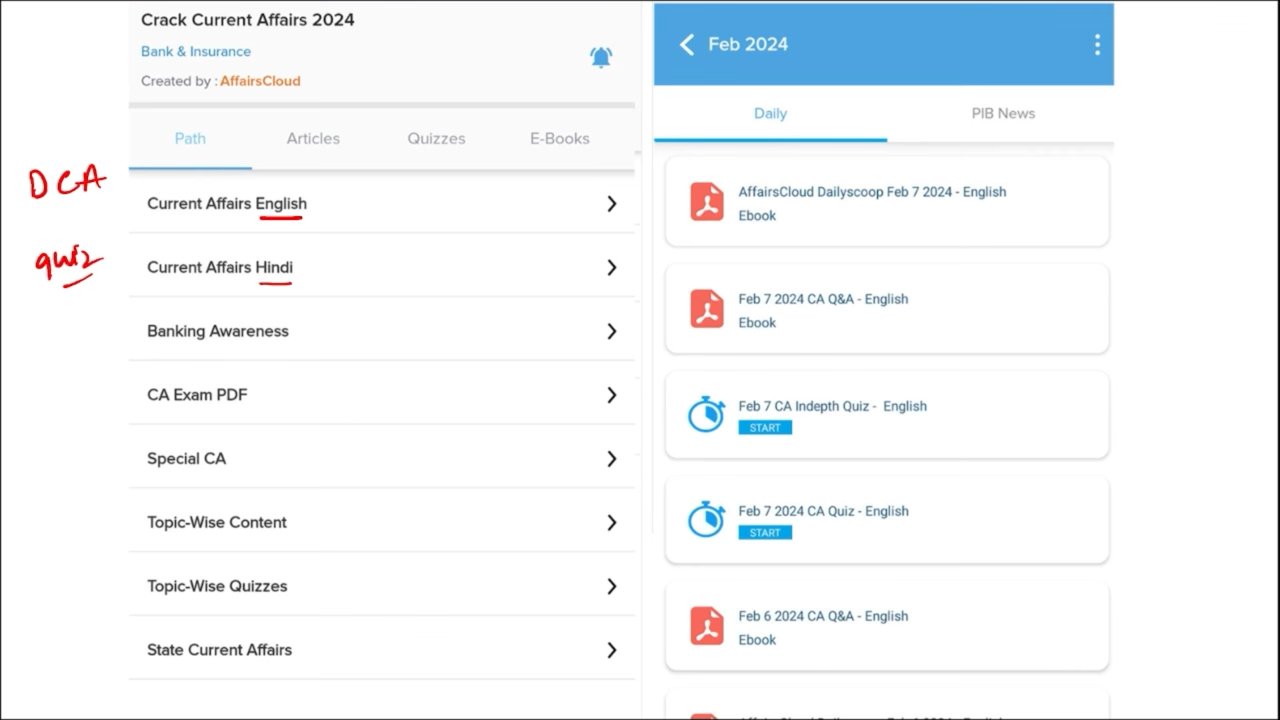 Crack Current Affairs 2024
Bank & Insurance
Created by : AffairsCloud
Path
Articles
Quizzes
E-Books
DCA
quiz
Current Affairs English
Current Affairs Hindi
Banking Awareness
CA Exam PDF
Special CA
Topic-Wise Content
Topic-Wise Quizzes
State Current Affairs
Feb 2024
Daily
PIB News
AffairsCloud Dailyscoop Feb 7 2024 - English
Ebook
Feb 7 2024 CA Q&A - English
Ebook
Feb 7 CA Indepth Quiz - English
START
Feb 7 2024 CA Quiz - English
START
Feb 6 2024 CA Q&A - English
Ebook